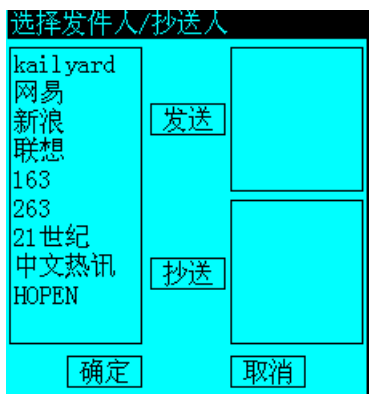 选择发件人/抄送人
kailyard
网易
新浪
联想
163
263
21世纪
中文热讯
HOPEN
发送
抄送
确定
取消